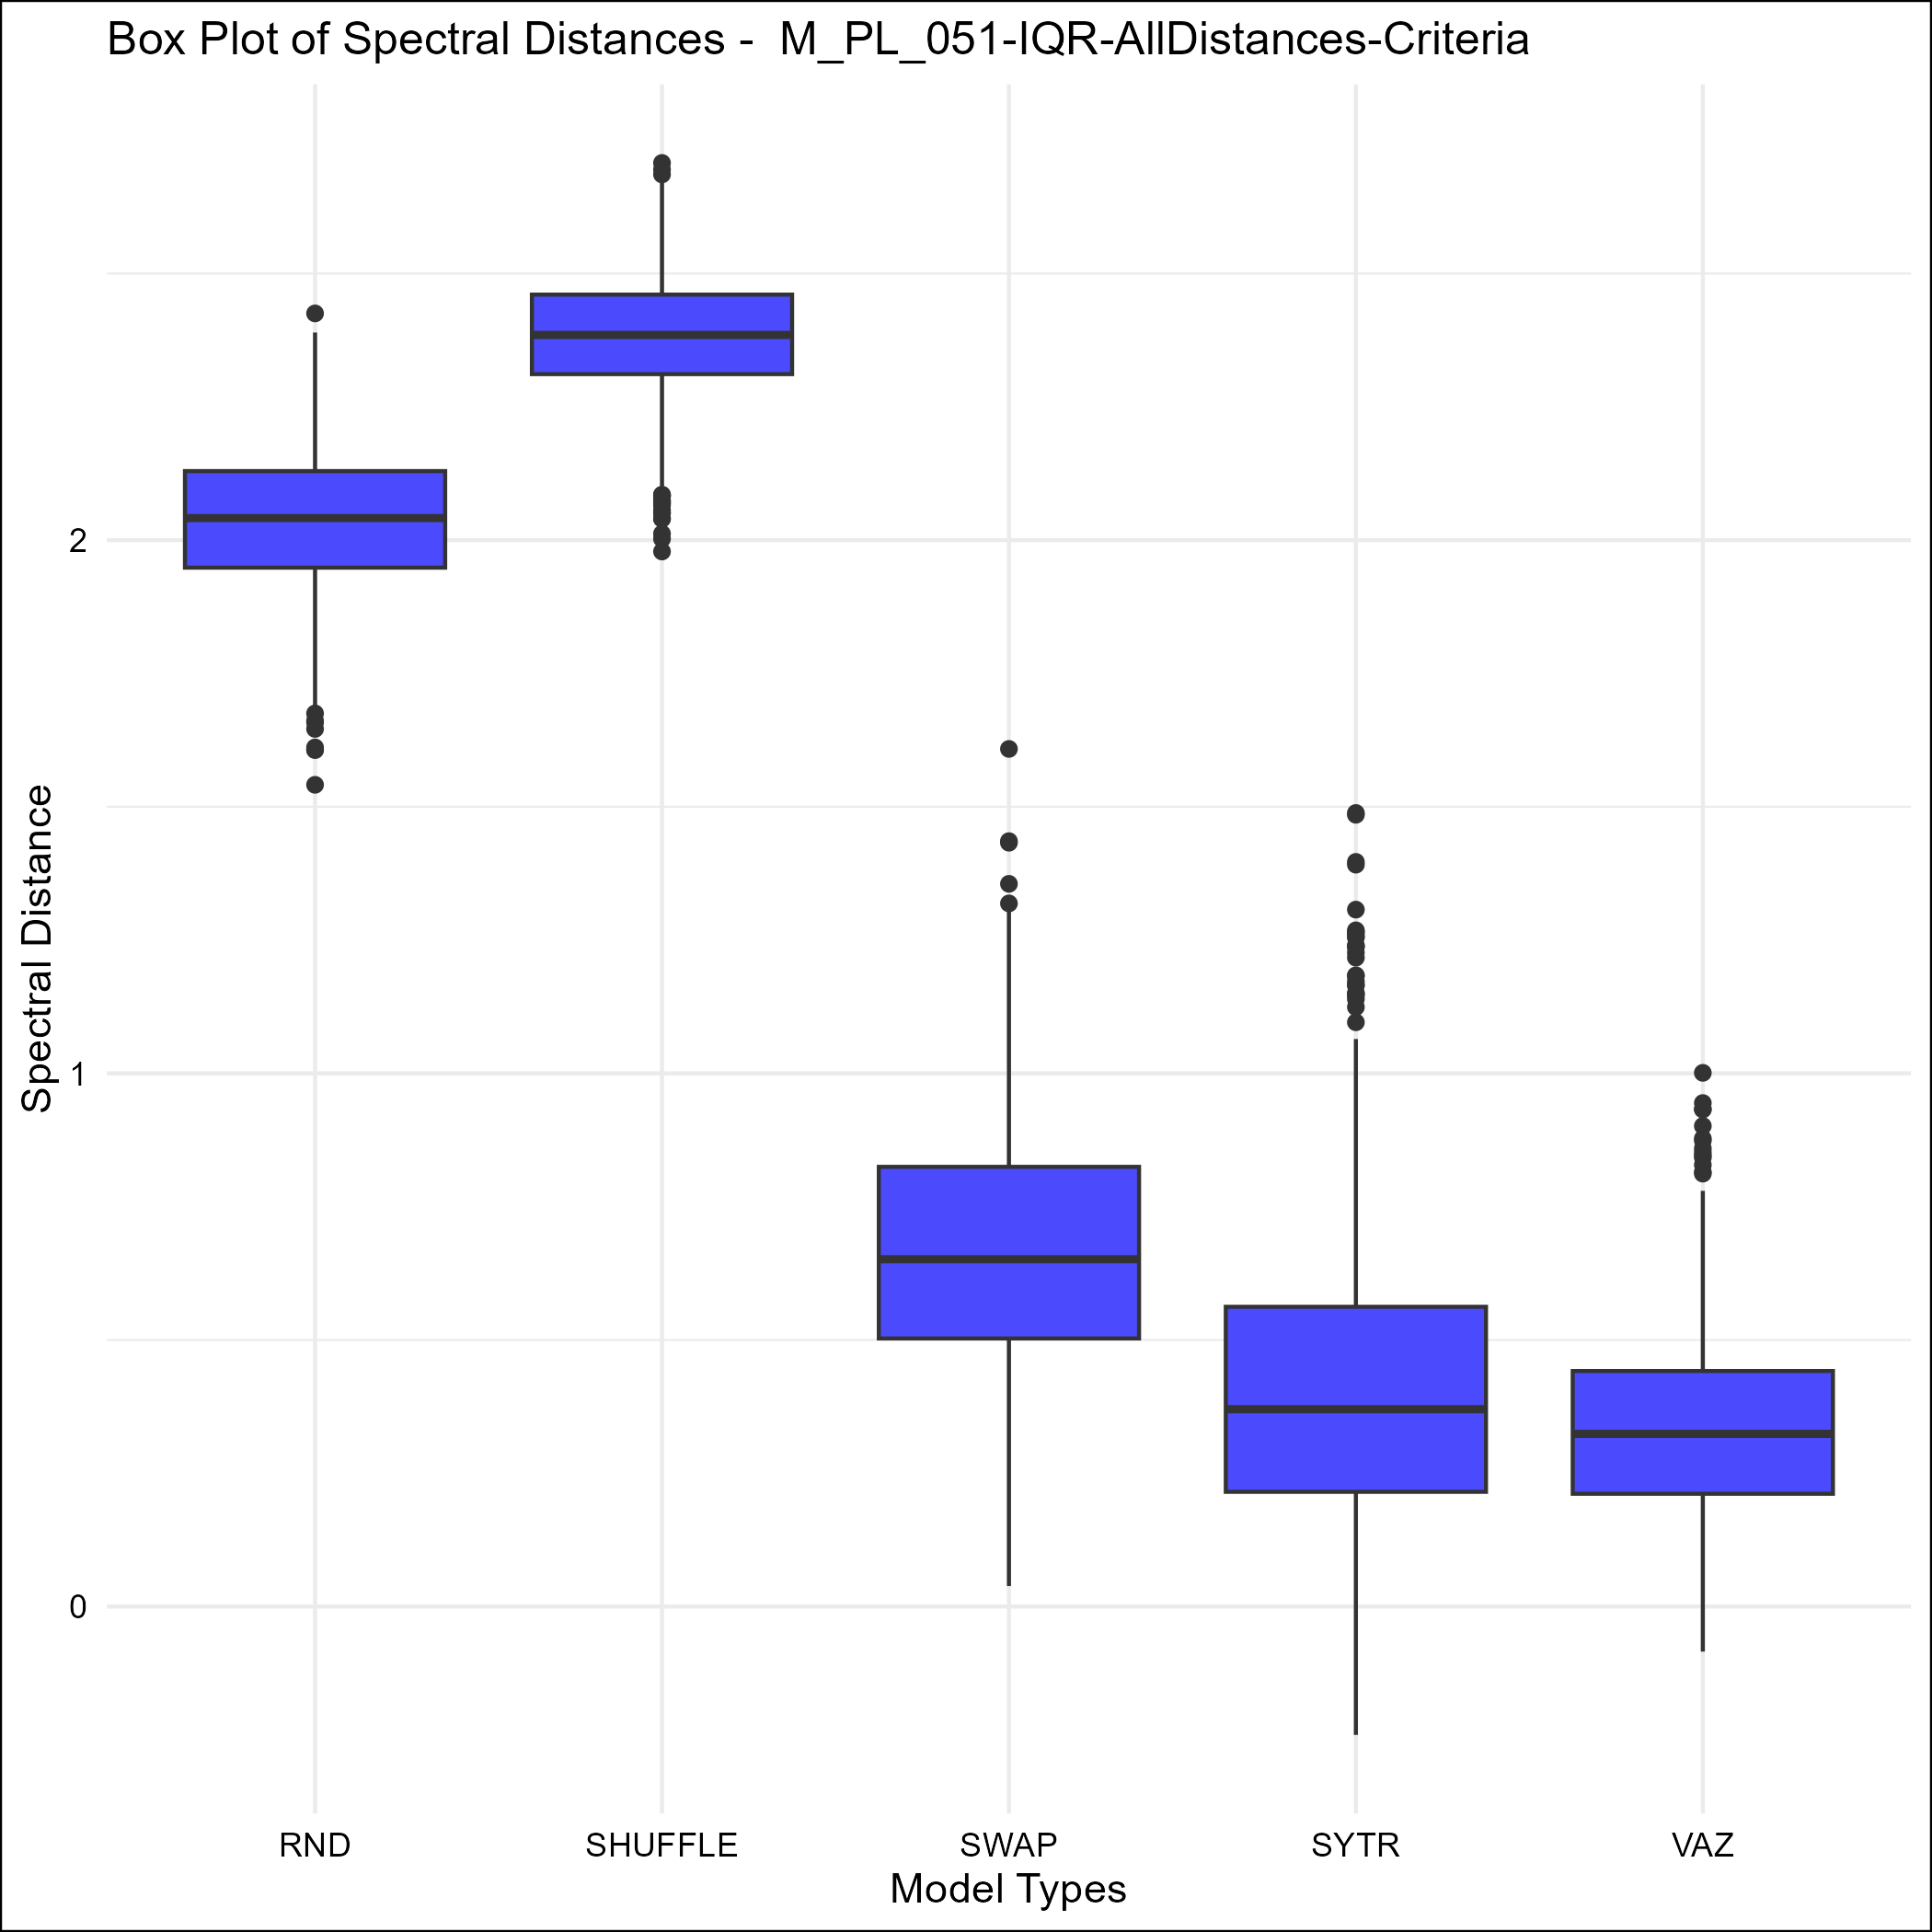 Box Plot of Spectral Distances -  M_PL_051-IQR-AllDistances-Criteria
Spectral Distance
2
1
0
RND SHUFFLE SWAP SYTR VAZ
Model Types